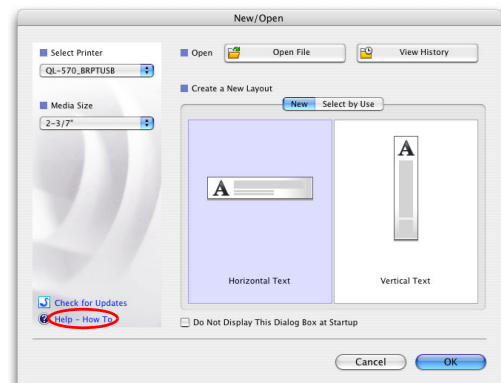 New/Open
Select Printer
QL-570_BRPTUSB
Media Size
2-3/7"
Check for Updates
Help - How To
Open
Open File
View History
Create a New Layout
New
Select by Use
A
Horizontal Text
A
Vertical Text
Do Not Display This Dialog Box at Startup
Cancel
OK